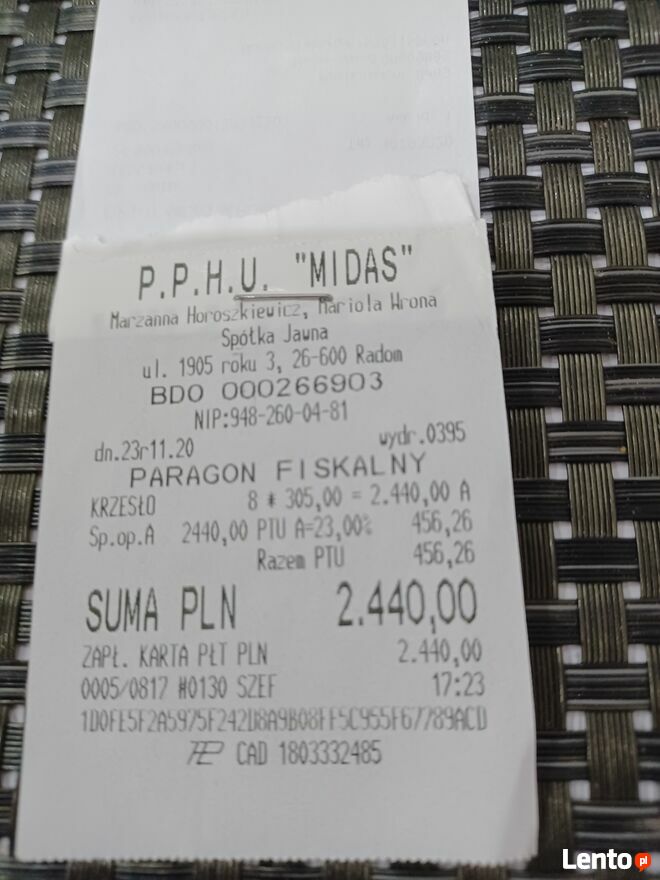 P.P.H.U. "MIDAS"
Marzanna Horoszkiewicz, Mariola Wrona
Spółka Jawna
ul. 1905 roku 3, 26-600 Radom
BDO 000266903
NIP:948-260-04-81
dn.23r11.20 wydr.0395
PARAGON FISKALNY
KRZESŁO 8 * 305,00 = 2.440,00 A
Sp.op.A 2440,00 PTU A=23,00% 456,26
Razem PTU 456,26
SUMA PLN 2.440,00
ZAPŁ. KARTA PŁT PLN 2.440,00
0005/0817 #0130 SZEF 17:23
1D0FE5F2A5975F242D8A9B08FF5C955F67789ACD
CAD 1803332485
Lento.pl